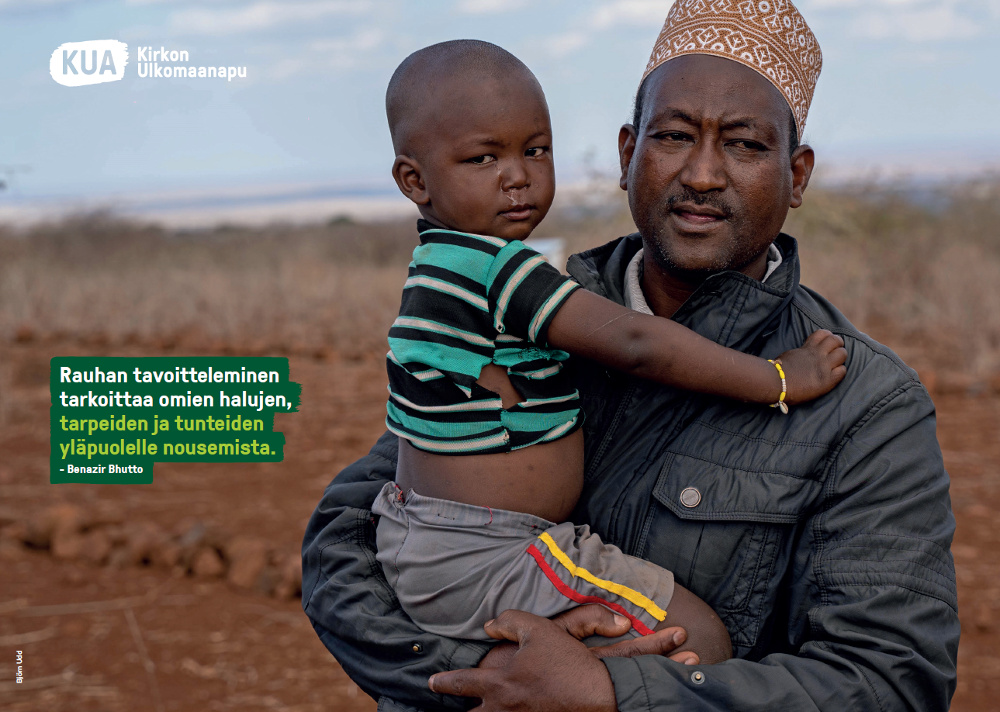 KUA
Kirkon
Ulkomaanapu
Rauhan tavoitteleminen
tarkoittaa omien halujen,
tarpeiden ja tunteiden
yläpuolelle nousemista.
- Benazir Bhutto
Björn Udd